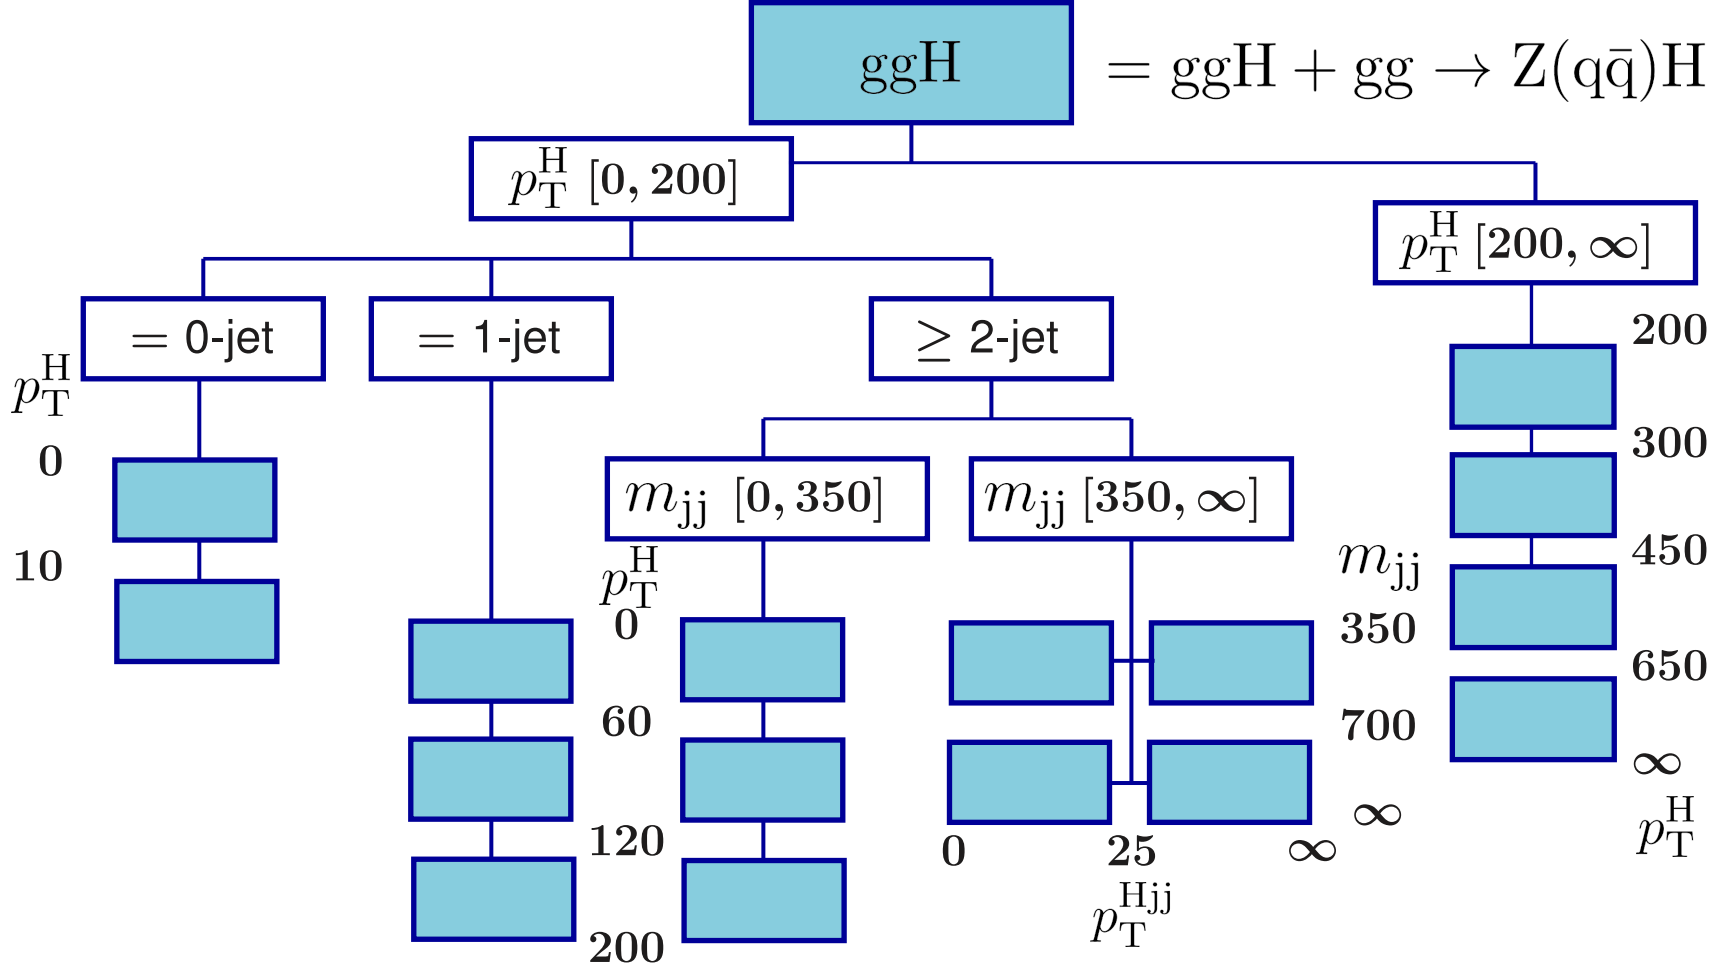 ggH = ggH + gg → Z(qq̄)H
p_T^H [0, 200]
p_T^H [200, ∞]
= 0-jet
= 1-jet
≥ 2-jet
p_T^H
0
10
m_jj [0, 350]
m_jj [350, ∞]
p_T^H
0
60
120
200
m_jj
350
700
∞
0 25 ∞
p_T^Hjj
200
300
450
650
∞
p_T^H